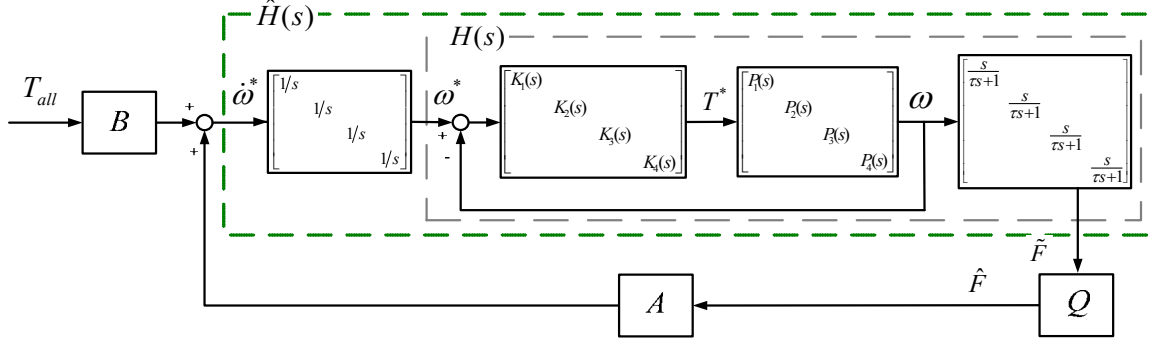 Ĥ(s)
H(s)
T_all
B
+
+
ω̇*
1/s
1/s
1/s
1/s
ω*
+
-
K₁(s)
K₂(s)
K₃(s)
K₄(s)
T*
P₁(s)
P₂(s)
P₃(s)
P₄(s)
ω
s/(τs+1)
s/(τs+1)
s/(τs+1)
s/(τs+1)
F̃
Q
F̂
A